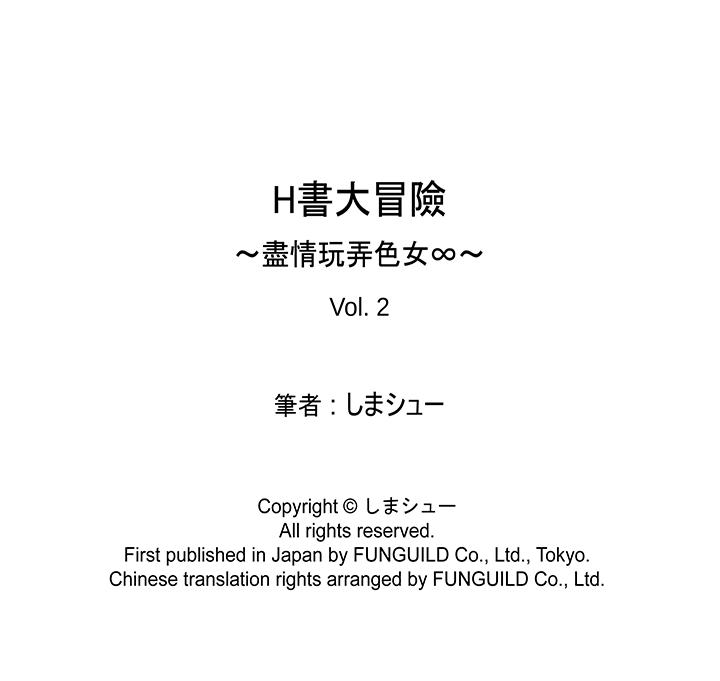 H書大冒險
～盡情玩弄色女∞～
Vol. 2
筆者 : しまシュー
Copyright © しまシュー
All rights reserved.
First published in Japan by FUNGUILD Co., Ltd., Tokyo.
Chinese translation rights arranged by FUNGUILD Co., Ltd.